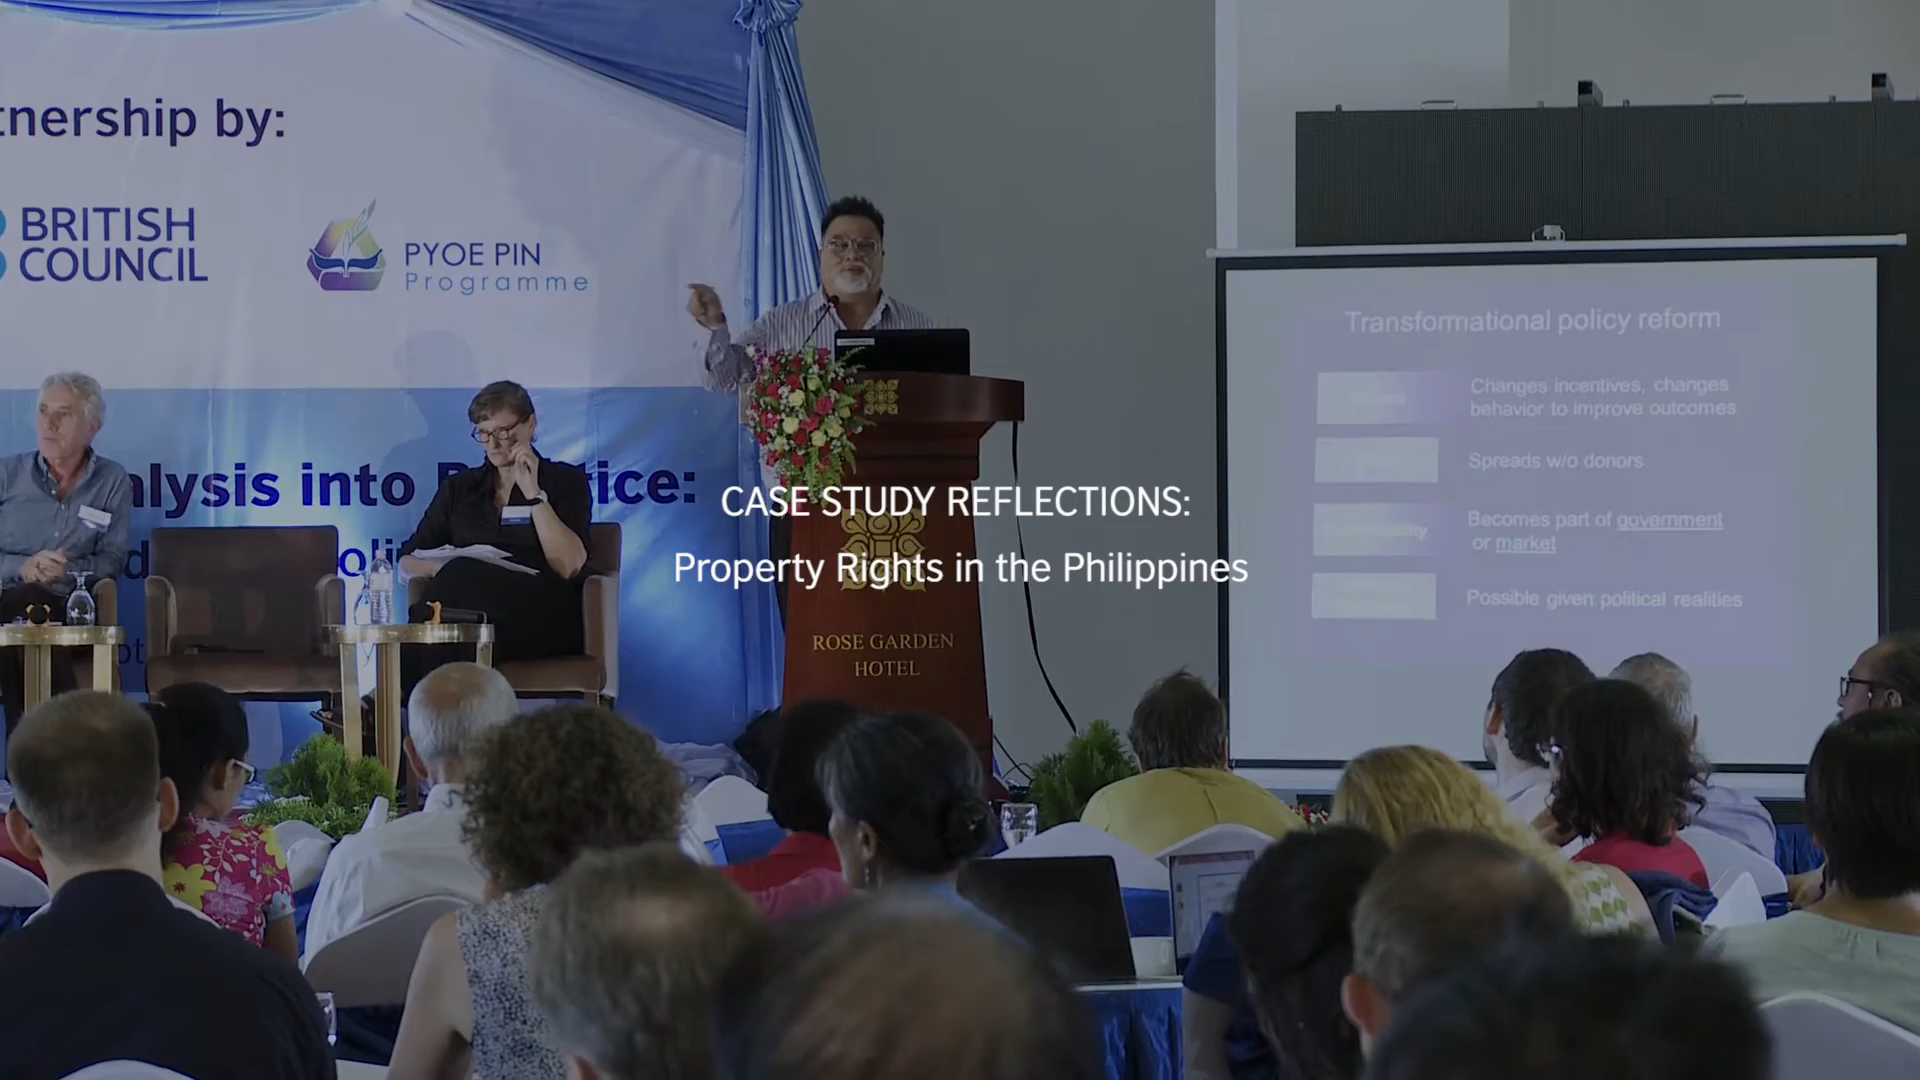 tnership by:
BRITISH
COUNCIL
PYOE PIN
Programme
alysis into
tice:
CASE STUDY REFLECTIONS:
Property Rights in the Philippines
ROSE GARDEN
HOTEL
Transformational policy reform
Changes incentives, changes
behavior to improve outcomes
Spreads w/o donors
Becomes part of government
or market
Possible given political realities